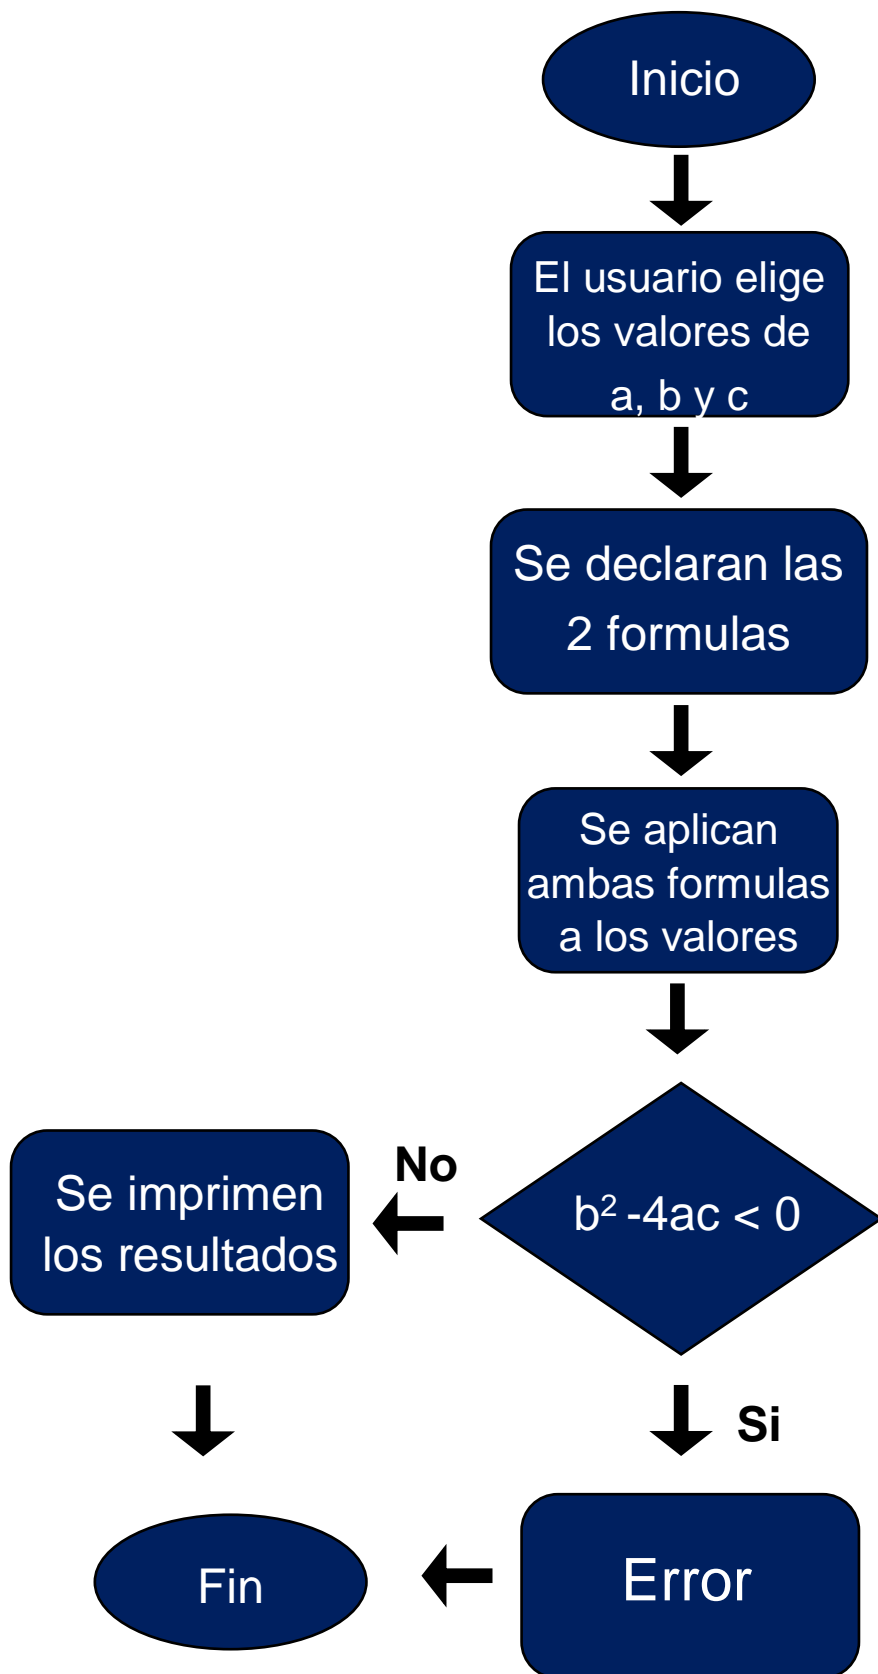 Inicio
El usuario elige
los valores de
a, b y c
Se declaran las
2 formulas
Se aplican
ambas formulas
a los valores
b² -4ac < 0
No
Se imprimen
los resultados
Si
Error
Fin